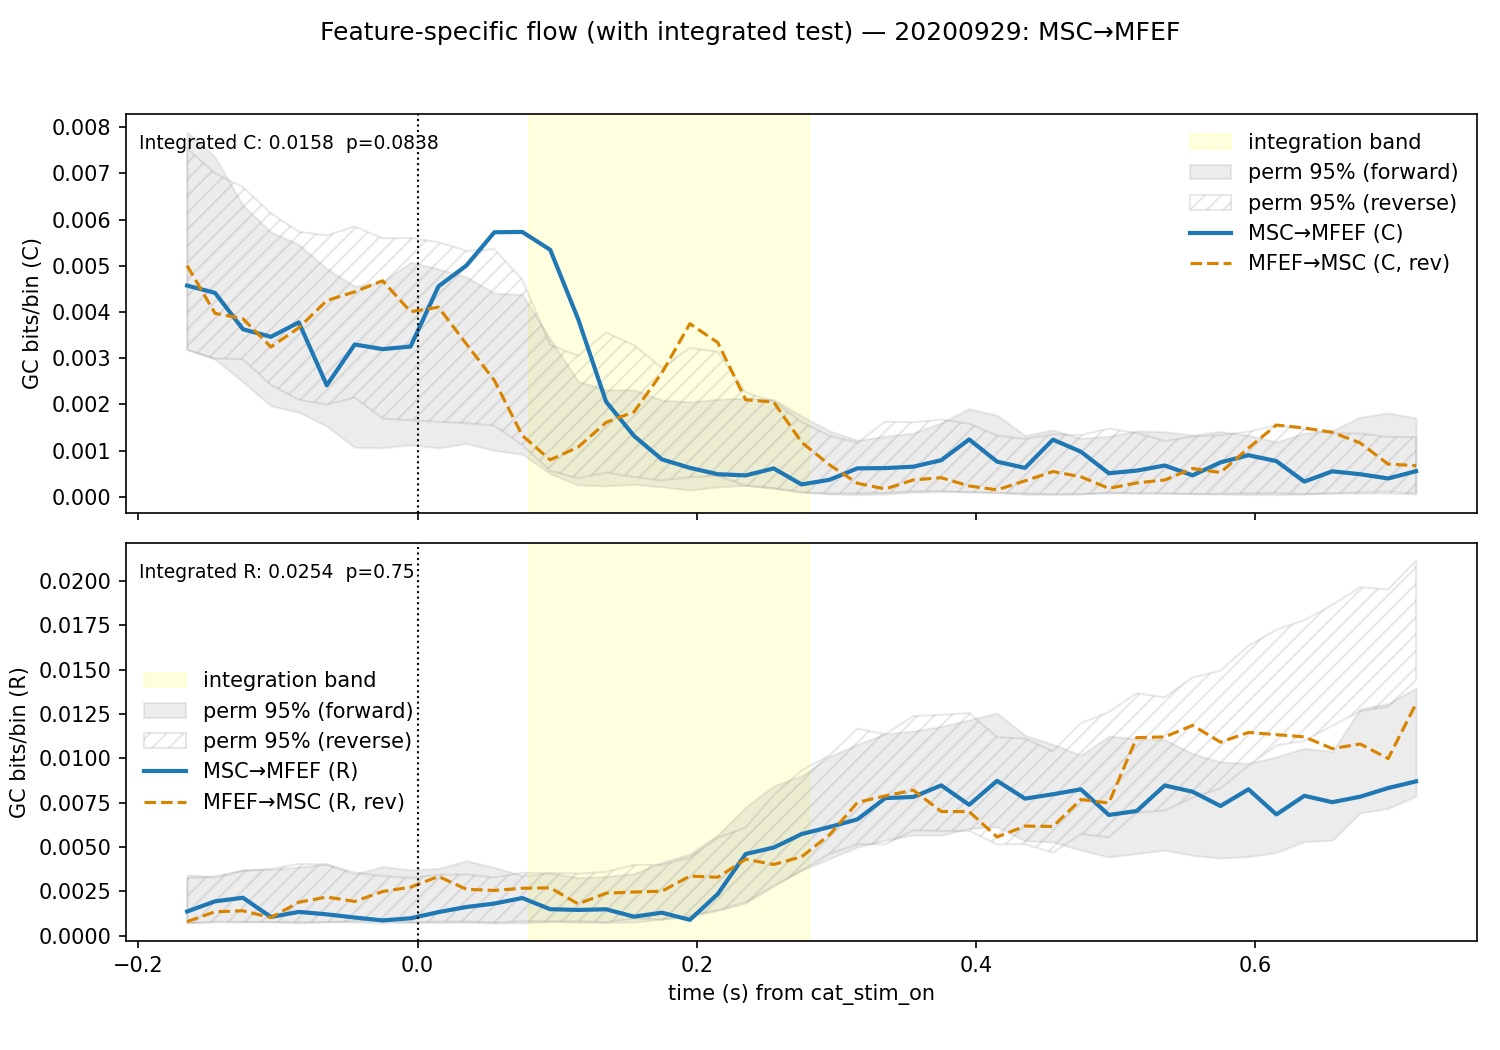 Feature-specific flow (with integrated test) — 20200929: MSC→MFEF
Integrated C: 0.0158  p=0.0838
integration band
perm 95% (forward)
perm 95% (reverse)
MSC→MFEF (C)
MFEF→MSC (C, rev)
GC bits/bin (C)
0.008
0.007
0.006
0.005
0.004
0.003
0.002
0.001
0.000
Integrated R: 0.0254  p=0.75
integration band
perm 95% (forward)
perm 95% (reverse)
MSC→MFEF (R)
MFEF→MSC (R, rev)
GC bits/bin (R)
0.0200
0.0175
0.0150
0.0125
0.0100
0.0075
0.0050
0.0025
0.0000
−0.2 0.0 0.2 0.4 0.6
time (s) from cat_stim_on